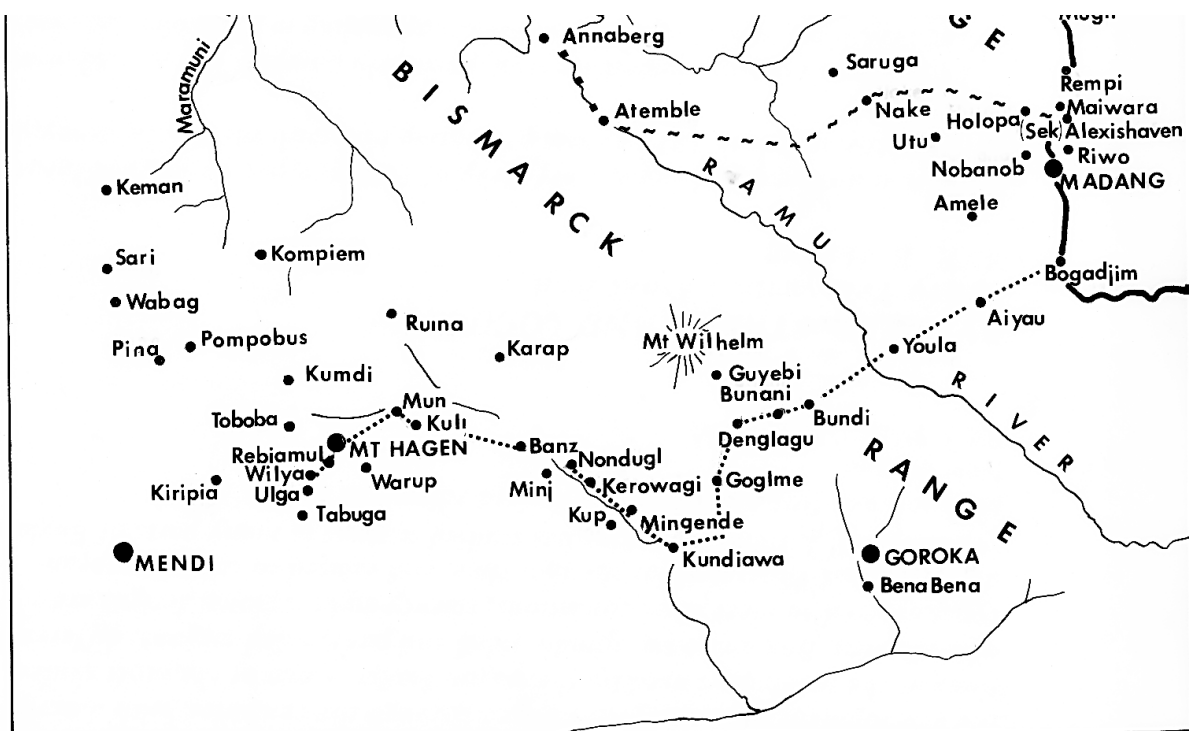 Mugil
GE
Annaberg
Maramuni
BISMARCK
Saruga
Rempi
Atemble
Nake
Holopa
Maiwara
(Sek)
Alexishaven
Utu
Riwo
Nobanob
MADANG
Keman
RAMU
Amele
Sari
Kompiem
Bogadjim
Wabag
Aiyau
Ruina
Pina
Pompobus
Karap
Mt Wilhelm
Youla
Kumdi
Guyebi
Bunani
Mun
Bundi
RIVER
Toboba
Kuli
Denglagu
Rebiamul
MT HAGEN
Banz
Nondugl
RANGE
Wilya
Warup
Kiripia
Ulga
Minj
Kerowagi
Goglme
Tabuga
Kup
Mingende
MENDI
Kundiawa
GOROKA
BenaBena